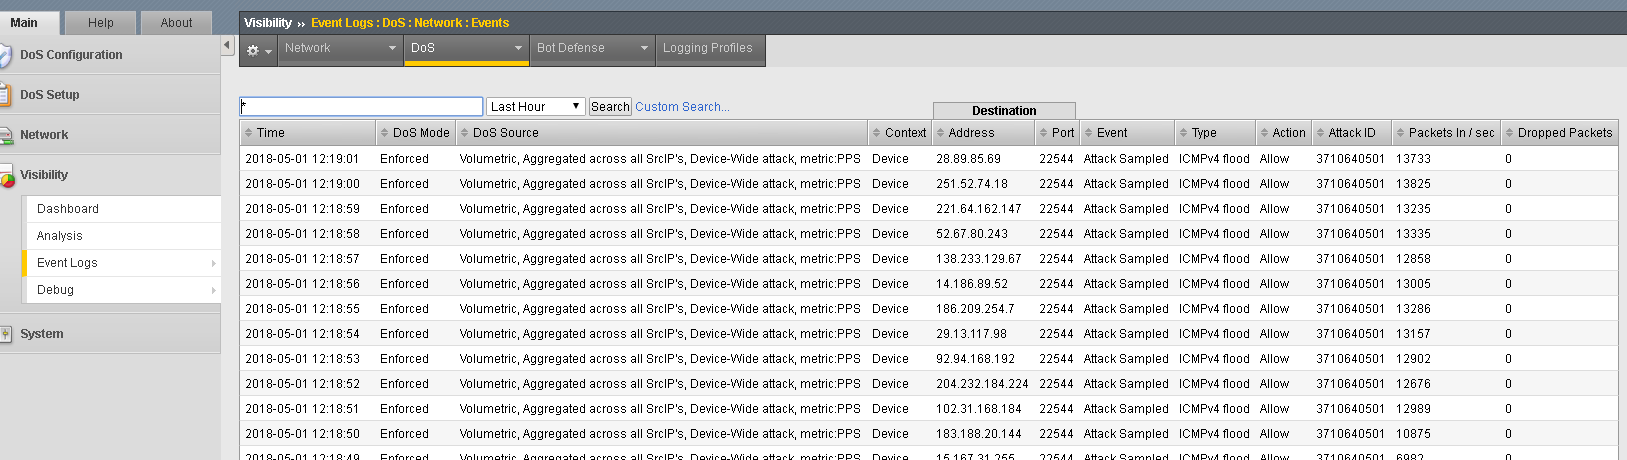 Main Help About
Visibility ›› Event Logs : DoS : Network : Events
DoS Configuration
DoS Setup
Network
Visibility
Dashboard
Analysis
Event Logs
Debug
System
Network DoS Bot Defense Logging Profiles
* Last Hour Search Custom Search...
Destination
Time DoS Mode DoS Source Context Address Port Event Type Action Attack ID Packets In / sec Dropped Packets
2018-05-01 12:19:01 Enforced Volumetric, Aggregated across all SrcIP's, Device-Wide attack, metric:PPS Device 28.89.85.69 22544 Attack Sampled ICMPv4 flood Allow 3710640501 13733 0
2018-05-01 12:19:00 Enforced Volumetric, Aggregated across all SrcIP's, Device-Wide attack, metric:PPS Device 251.52.74.18 22544 Attack Sampled ICMPv4 flood Allow 3710640501 13825 0
2018-05-01 12:18:59 Enforced Volumetric, Aggregated across all SrcIP's, Device-Wide attack, metric:PPS Device 221.64.162.147 22544 Attack Sampled ICMPv4 flood Allow 3710640501 13235 0
2018-05-01 12:18:58 Enforced Volumetric, Aggregated across all SrcIP's, Device-Wide attack, metric:PPS Device 52.67.80.243 22544 Attack Sampled ICMPv4 flood Allow 3710640501 13335 0
2018-05-01 12:18:57 Enforced Volumetric, Aggregated across all SrcIP's, Device-Wide attack, metric:PPS Device 138.233.129.67 22544 Attack Sampled ICMPv4 flood Allow 3710640501 12858 0
2018-05-01 12:18:56 Enforced Volumetric, Aggregated across all SrcIP's, Device-Wide attack, metric:PPS Device 14.186.89.52 22544 Attack Sampled ICMPv4 flood Allow 3710640501 13005 0
2018-05-01 12:18:55 Enforced Volumetric, Aggregated across all SrcIP's, Device-Wide attack, metric:PPS Device 186.209.254.7 22544 Attack Sampled ICMPv4 flood Allow 3710640501 13286 0
2018-05-01 12:18:54 Enforced Volumetric, Aggregated across all SrcIP's, Device-Wide attack, metric:PPS Device 29.13.117.98 22544 Attack Sampled ICMPv4 flood Allow 3710640501 13157 0
2018-05-01 12:18:53 Enforced Volumetric, Aggregated across all SrcIP's, Device-Wide attack, metric:PPS Device 92.94.168.192 22544 Attack Sampled ICMPv4 flood Allow 3710640501 12902 0
2018-05-01 12:18:52 Enforced Volumetric, Aggregated across all SrcIP's, Device-Wide attack, metric:PPS Device 204.232.184.224 22544 Attack Sampled ICMPv4 flood Allow 3710640501 12676 0
2018-05-01 12:18:51 Enforced Volumetric, Aggregated across all SrcIP's, Device-Wide attack, metric:PPS Device 102.31.168.184 22544 Attack Sampled ICMPv4 flood Allow 3710640501 12989 0
2018-05-01 12:18:50 Enforced Volumetric, Aggregated across all SrcIP's, Device-Wide attack, metric:PPS Device 183.188.20.144 22544 Attack Sampled ICMPv4 flood Allow 3710640501 10875 0
2018-05-01 12:18:49 Enforced Volumetric, Aggregated across all SrcIP's, Device-Wide attack, metric:PPS Device 15.167.31.255 22544 Attack Sampled ICMPv4 flood Allow 3710640501 6982 0